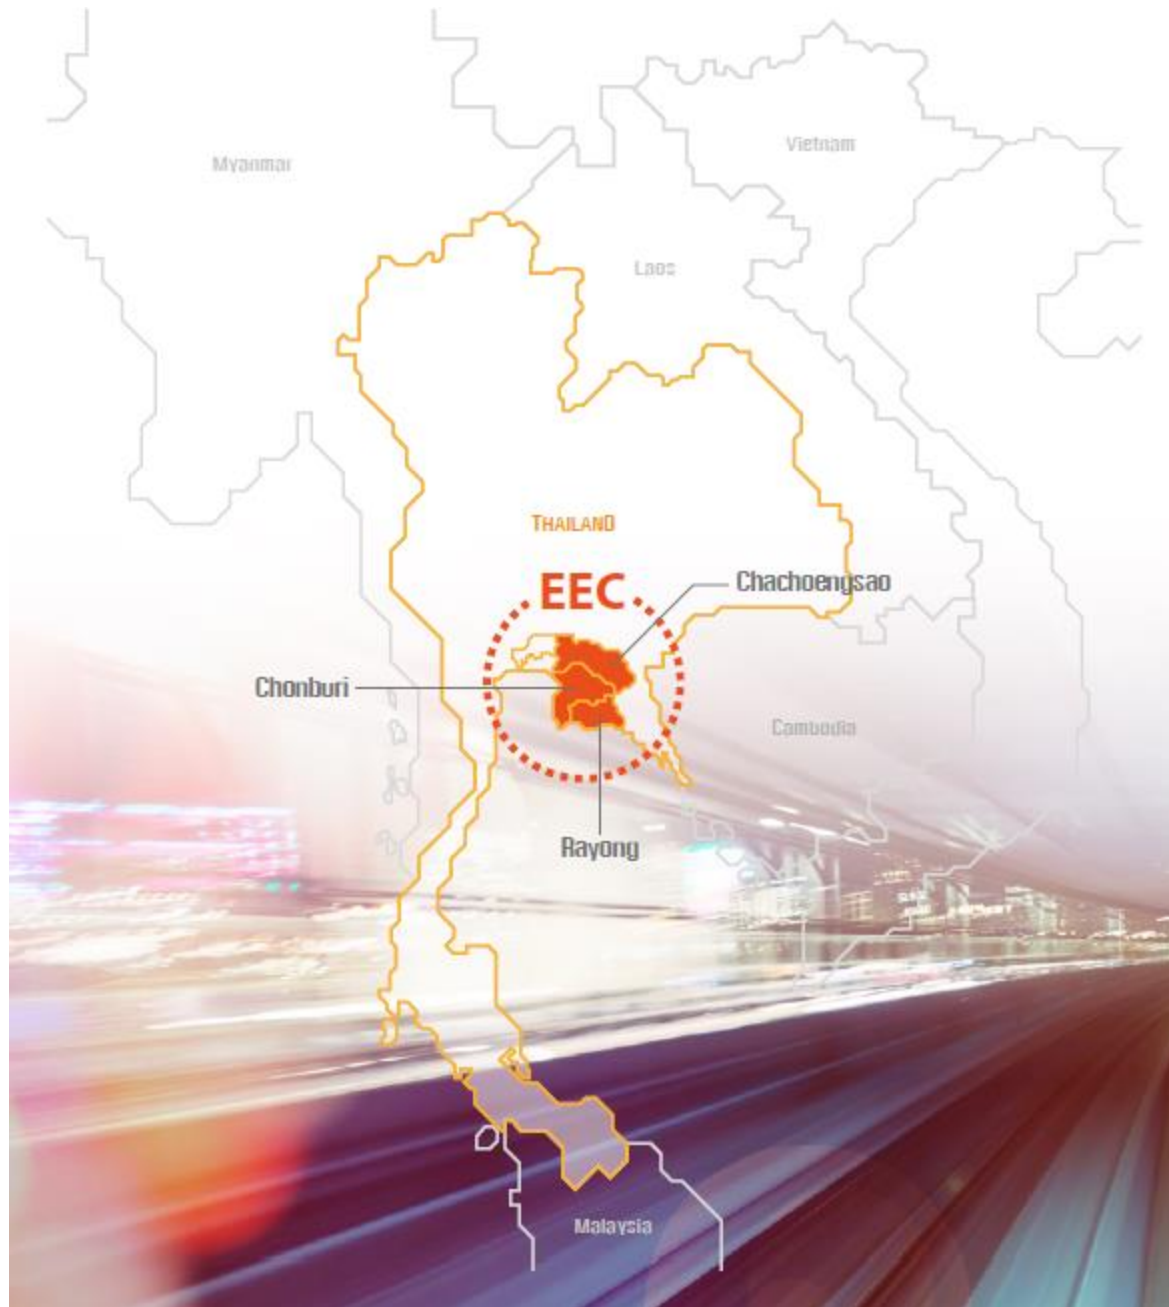 Vietnam
Myanmar
Laos
THAILAND
EEC
Chachoengsao
Chonburi
Cambodia
Rayong
Malaysia